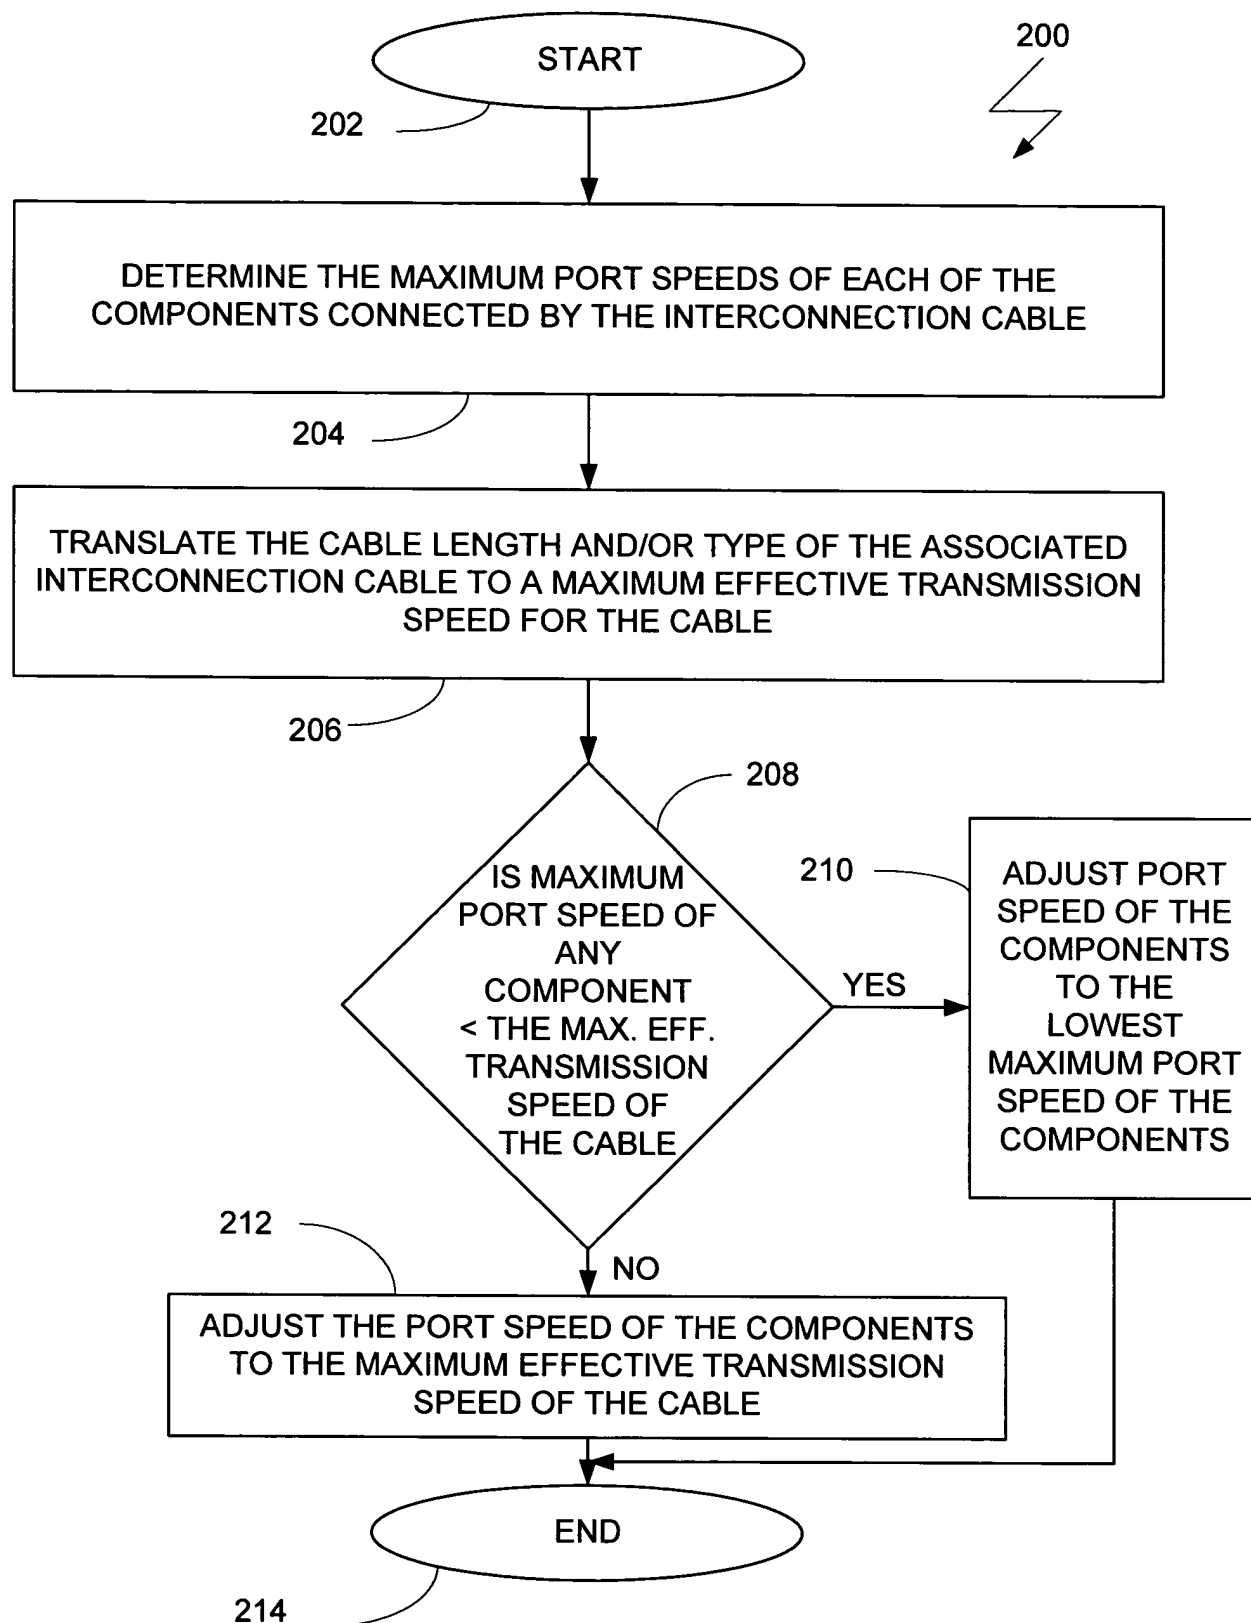 START
200
202
DETERMINE THE MAXIMUM PORT SPEEDS OF EACH OF THE
COMPONENTS CONNECTED BY THE INTERCONNECTION CABLE
204
TRANSLATE THE CABLE LENGTH AND/OR TYPE OF THE ASSOCIATED
INTERCONNECTION CABLE TO A MAXIMUM EFFECTIVE TRANSMISSION
SPEED FOR THE CABLE
206
208
IS MAXIMUM
PORT SPEED OF
ANY
COMPONENT
< THE MAX. EFF.
TRANSMISSION
SPEED OF
THE CABLE
YES
210
ADJUST PORT
SPEED OF THE
COMPONENTS
TO THE
LOWEST
MAXIMUM PORT
SPEED OF THE
COMPONENTS
NO
212
ADJUST THE PORT SPEED OF THE COMPONENTS
TO THE MAXIMUM EFFECTIVE TRANSMISSION
SPEED OF THE CABLE
END
214